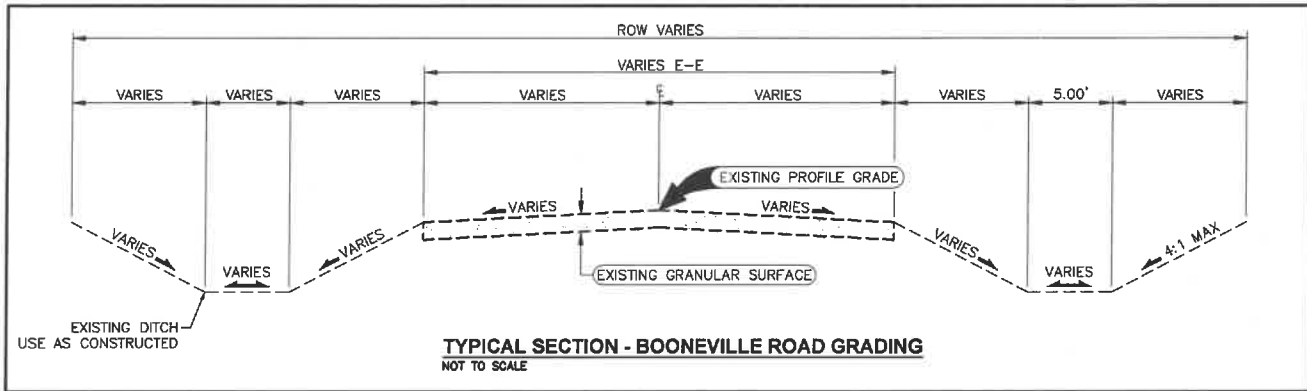 ROW VARIES
VARIES E-E
VARIES
VARIES
VARIES
VARIES
℄
VARIES
VARIES
5.00'
VARIES
EXISTING PROFILE GRADE
VARIES
VARIES
VARIES
VARIES
VARIES
VARIES
VARIES
4:1 MAX
EXISTING GRANULAR SURFACE
EXISTING DITCH
USE AS CONSTRUCTED
TYPICAL SECTION - BOONEVILLE ROAD GRADING
NOT TO SCALE